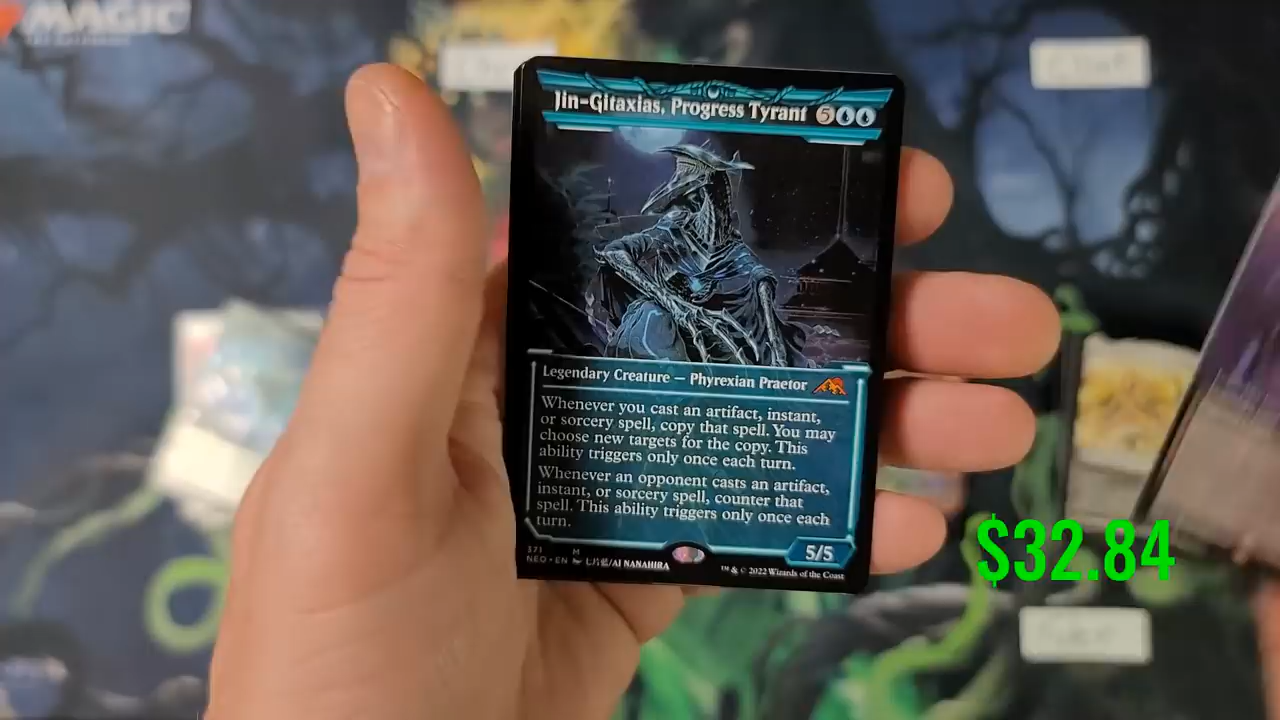 MAGIC
Jin-Gitaxias, Progress Tyrant 5
Legendary Creature — Phyrexian Praetor
Whenever you cast an artifact, instant,
or sorcery spell, copy that spell. You may
choose new targets for the copy. This
ability triggers only once each turn.
Whenever an opponent casts an artifact,
instant, or sorcery spell, counter that
spell. This ability triggers only once each
turn.
5/5
371 M
NEO • EN AI NANAHIRA
™ & © 2022 Wizards of the Coast
$32.84